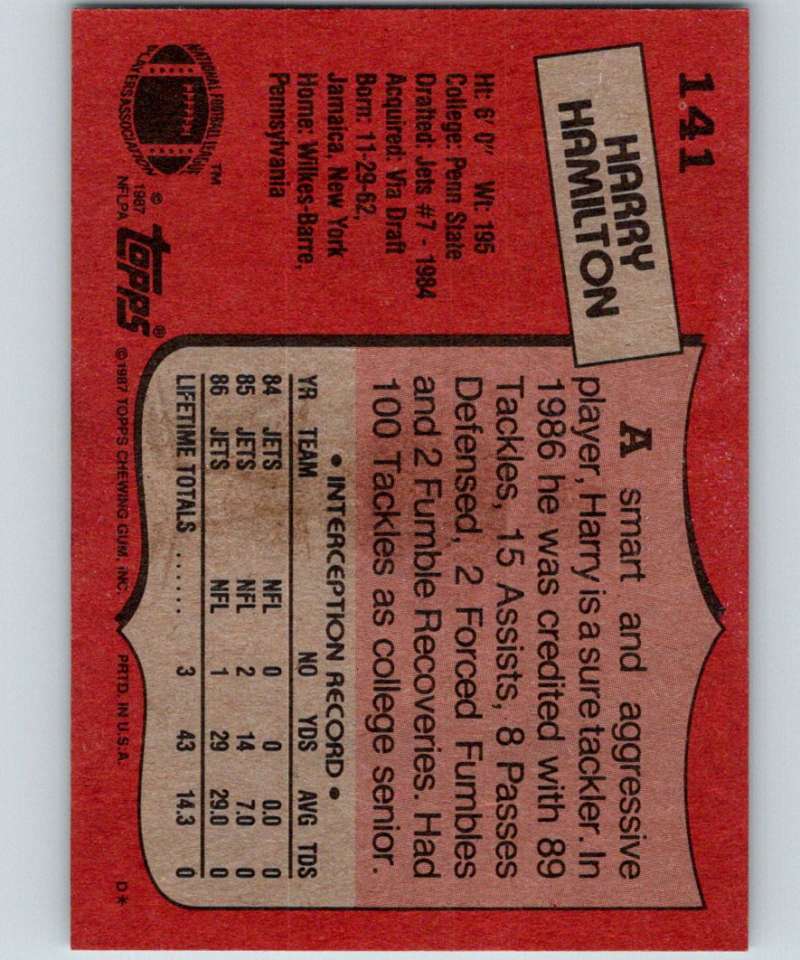 141
HARRY
HAMILTON
Ht: 6' 0" Wt: 195
College: Penn State
Drafted: Jets #7 - 1984
Acquired: Via Draft
Born: 11-29-62,
Jamaica, New York
Home: Wilkes-Barre,
Pennsylvania
NATIONAL FOOTBALL LEAGUE
PLAYERS ASSOCIATION
™
© 1987
NFLPA
topps®
A smart and aggressive
player, Harry is a sure tackler. In
1986 he was credited with 89
Tackles, 15 Assists, 8 Passes
Defensed, 2 Forced Fumbles
and 2 Fumble Recoveries. Had
100 Tackles as college senior.
• INTERCEPTION RECORD •
YR TEAM NO YDS AVG TDS
84 JETS NFL 0 0 0.0 0
85 JETS NFL 2 14 7.0 0
86 JETS NFL 1 29 29.0 0
LIFETIME TOTALS ...... 3 43 14.3 0
© 1987 TOPPS CHEWING GUM, INC. PRTD. IN U.S.A. D*